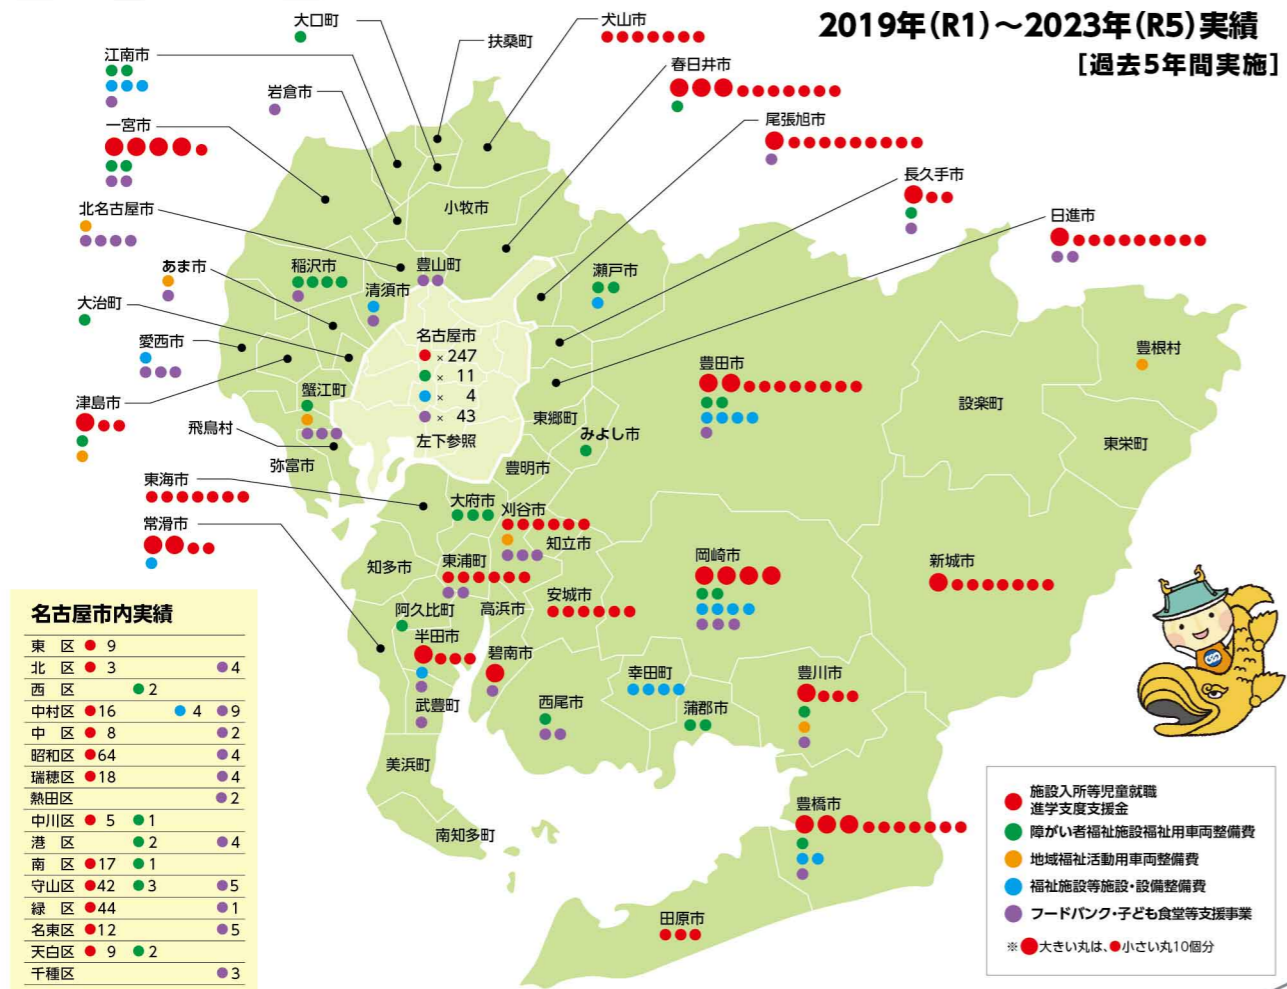 2019年(R1)〜2023年(R5)実績
[過去5年間実施]
大口町
扶桑町
犬山市
江南市
春日井市
岩倉市
尾張旭市
一宮市
長久手市
小牧市
北名古屋市
日進市
あま市
稲沢市
豊山町
瀬戸市
清須市
大治町
愛西市
名古屋市
× 247
× 11
× 4
× 43
左下参照
豊根村
豊田市
蟹江町
津島市
設楽町
飛島村
東郷町
みよし市
東栄町
弥富市
豊明市
東海市
大府市
刈谷市
常滑市
知立市
知多市
東浦町
岡崎市
新城市
安城市
阿久比町
高浜市
半田市
碧南市
幸田町
豊川市
武豊町
西尾市
蒲郡市
美浜町
南知多町
豊橋市
田原市
名古屋市内実績
東 区 9
北 区 3 4
西 区 2
中村区 16 4 9
中 区 8 2
昭和区 64 4
瑞穂区 18 4
熱田区 2
中川区 5 1
港 区 2 4
南 区 17 1
守山区 42 3 5
緑 区 44 1
名東区 12 5
天白区 9 2
千種区 3
施設入所等児童就職
進学支度支援金
障がい者福祉施設福祉用車両整備費
地域福祉活動用車両整備費
福祉施設等施設・設備整備費
フードバンク・子ども食堂等支援事業
※大きい丸は、小さい丸10個分